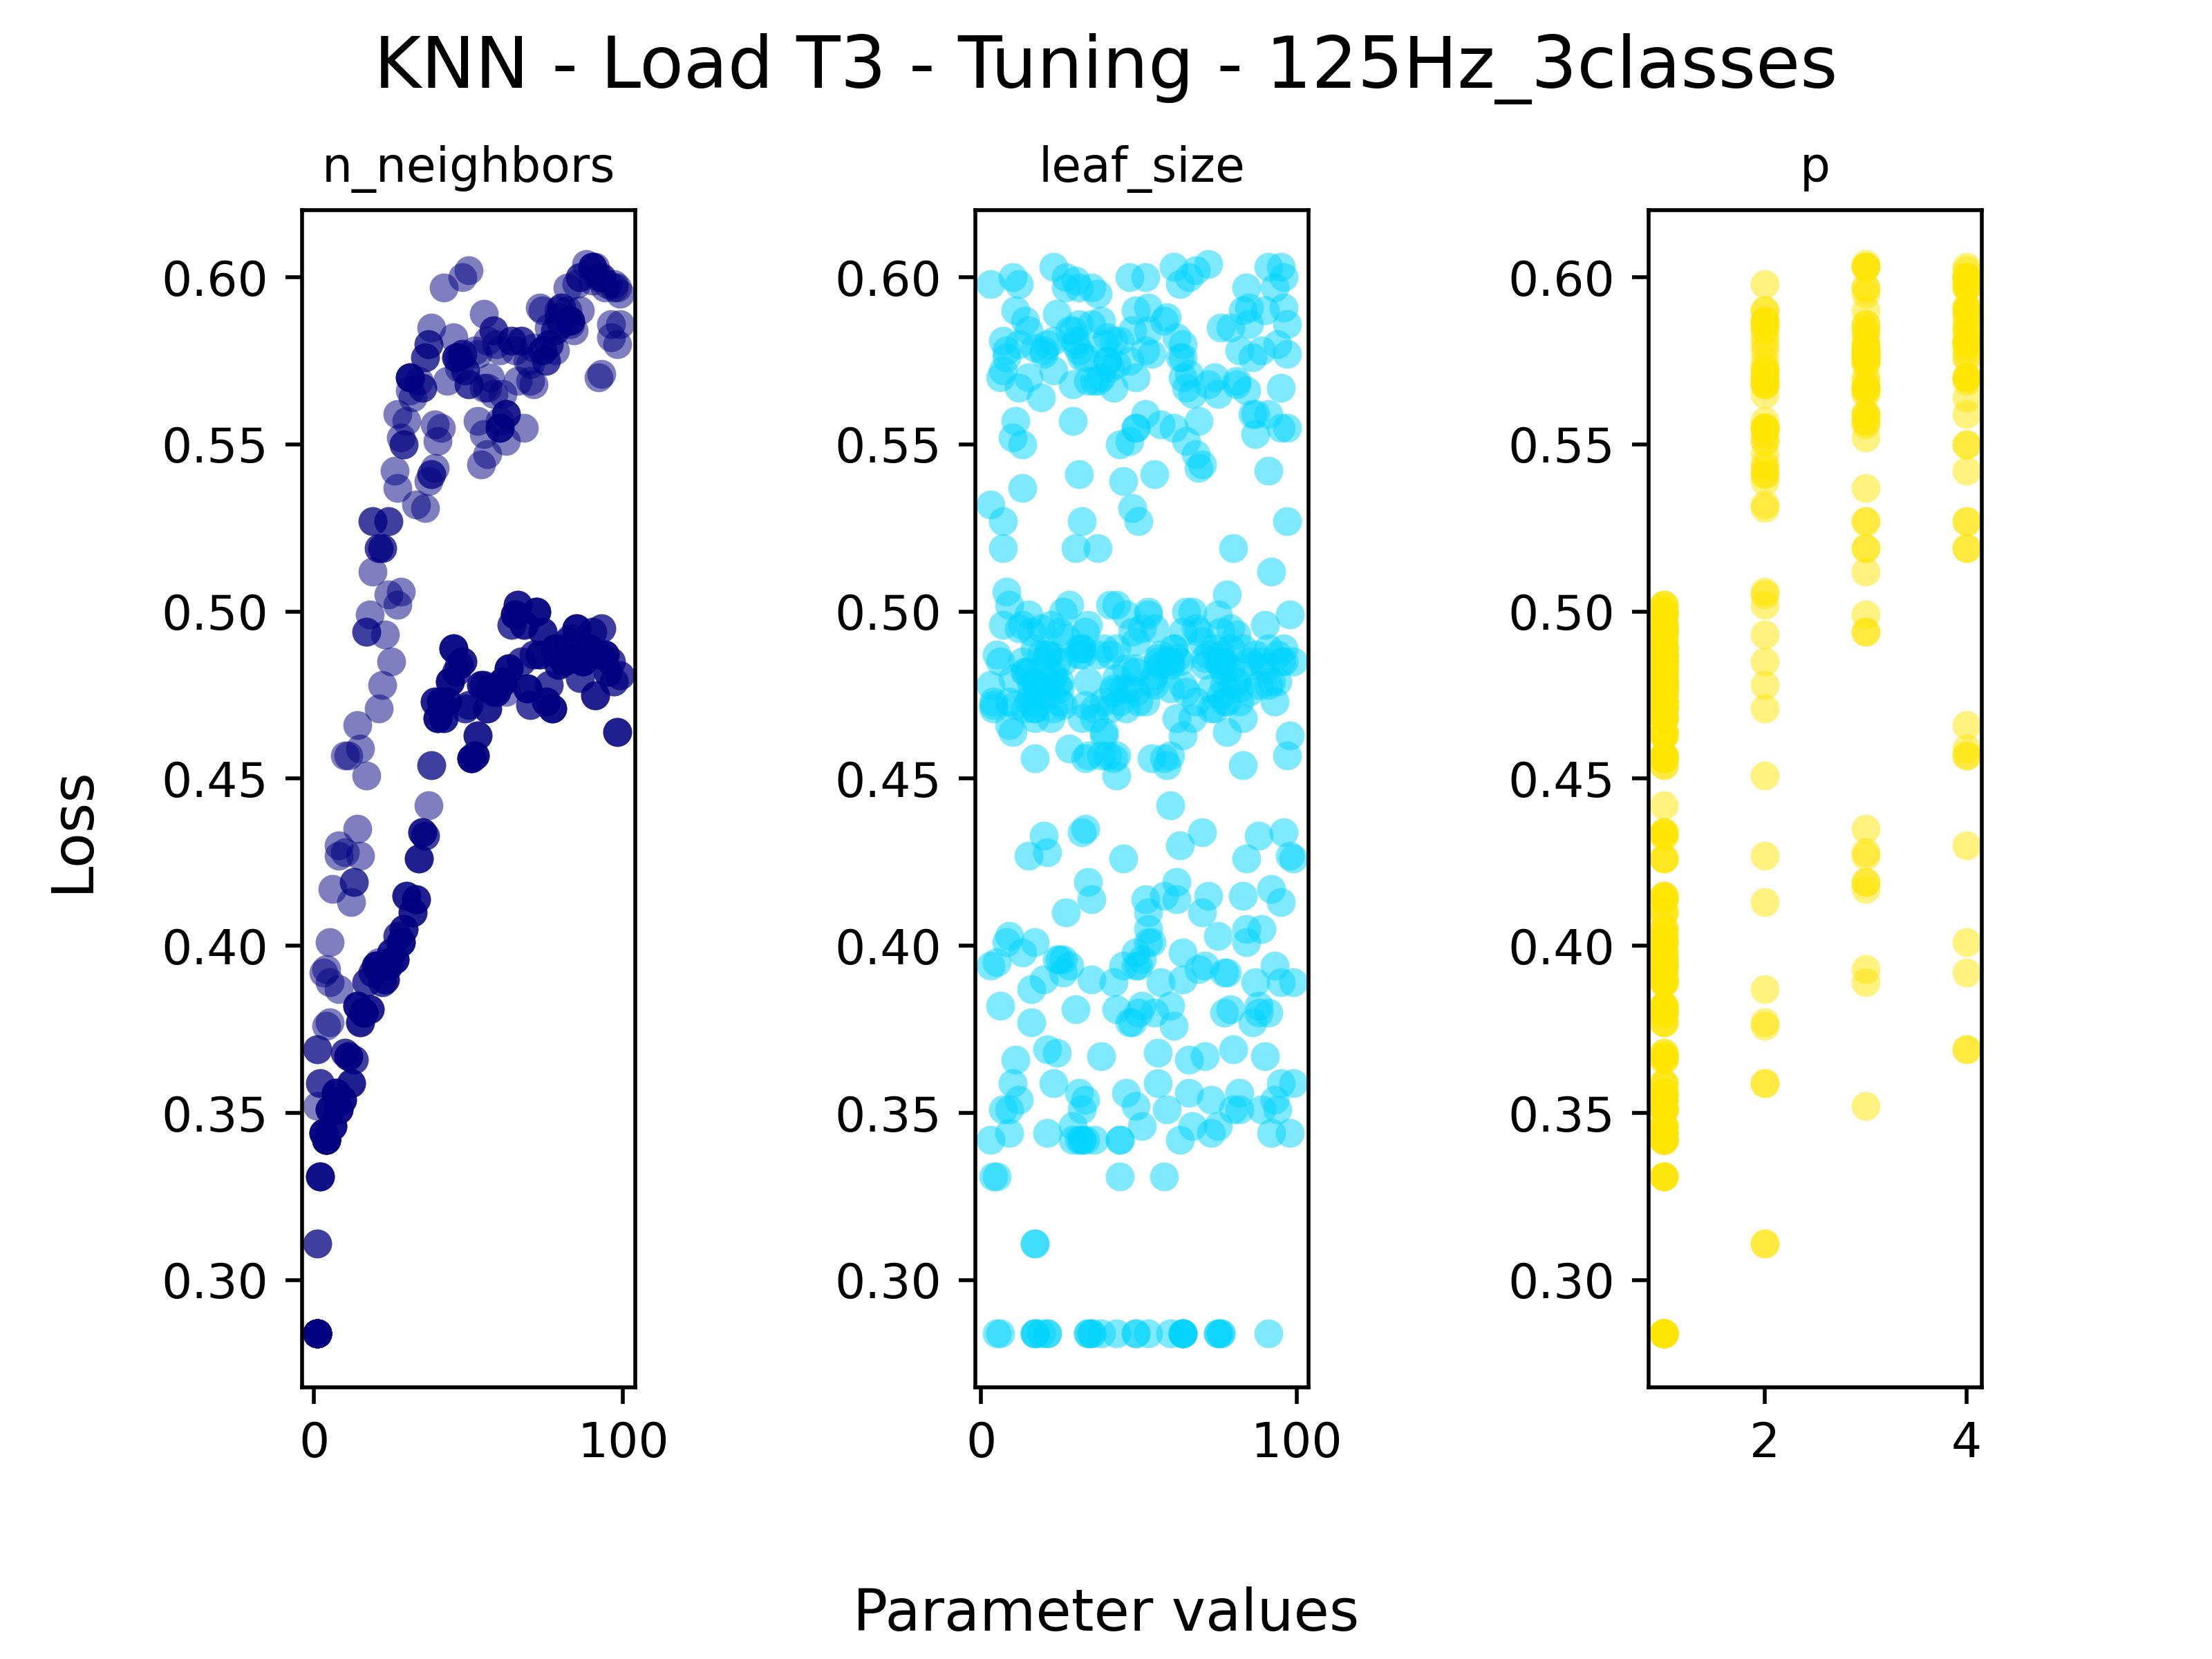 KNN - Load T3 - Tuning - 125Hz_3classes
n_neighbors leaf_size p
0.60 0.60 0.60
0.55 0.55 0.55
0.50 0.50 0.50
0.45 0.45 0.45
0.40 0.40 0.40
0.35 0.35 0.35
0.30 0.30 0.30
Loss
0 100 0 100 2 4
Parameter values